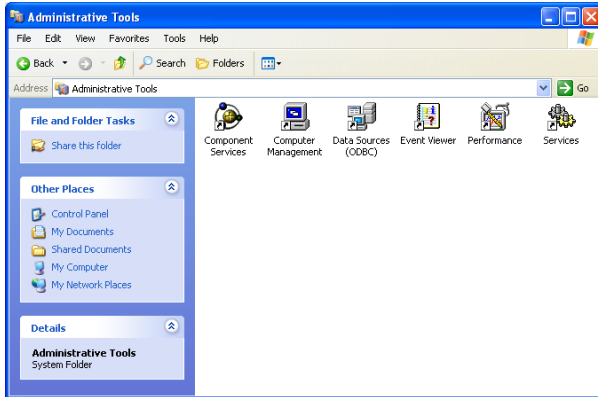 Administrative Tools
File Edit View Favorites Tools Help
Back Search Folders
Address Administrative Tools Go
File and Folder Tasks
Share this folder
Other Places
Control Panel
My Documents
Shared Documents
My Computer
My Network Places
Details
Administrative Tools
System Folder
Component Services
Computer Management
Data Sources (ODBC)
Event Viewer
Performance
Services